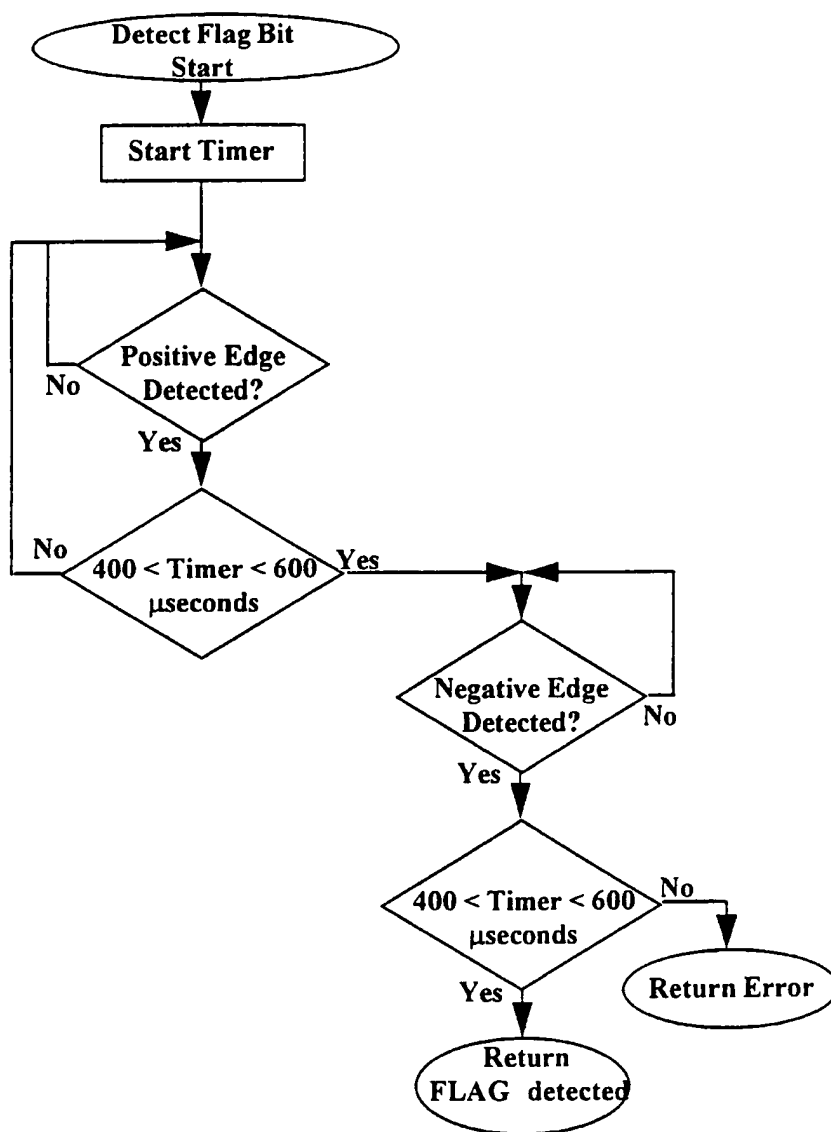 Detect Flag Bit
Start
Start Timer
Positive Edge
Detected?
No
Yes
No
400 < Timer < 600
µseconds
Yes
Negative Edge
Detected?
No
Yes
400 < Timer < 600
µseconds
No
Yes
Return Error
Return
FLAG detected